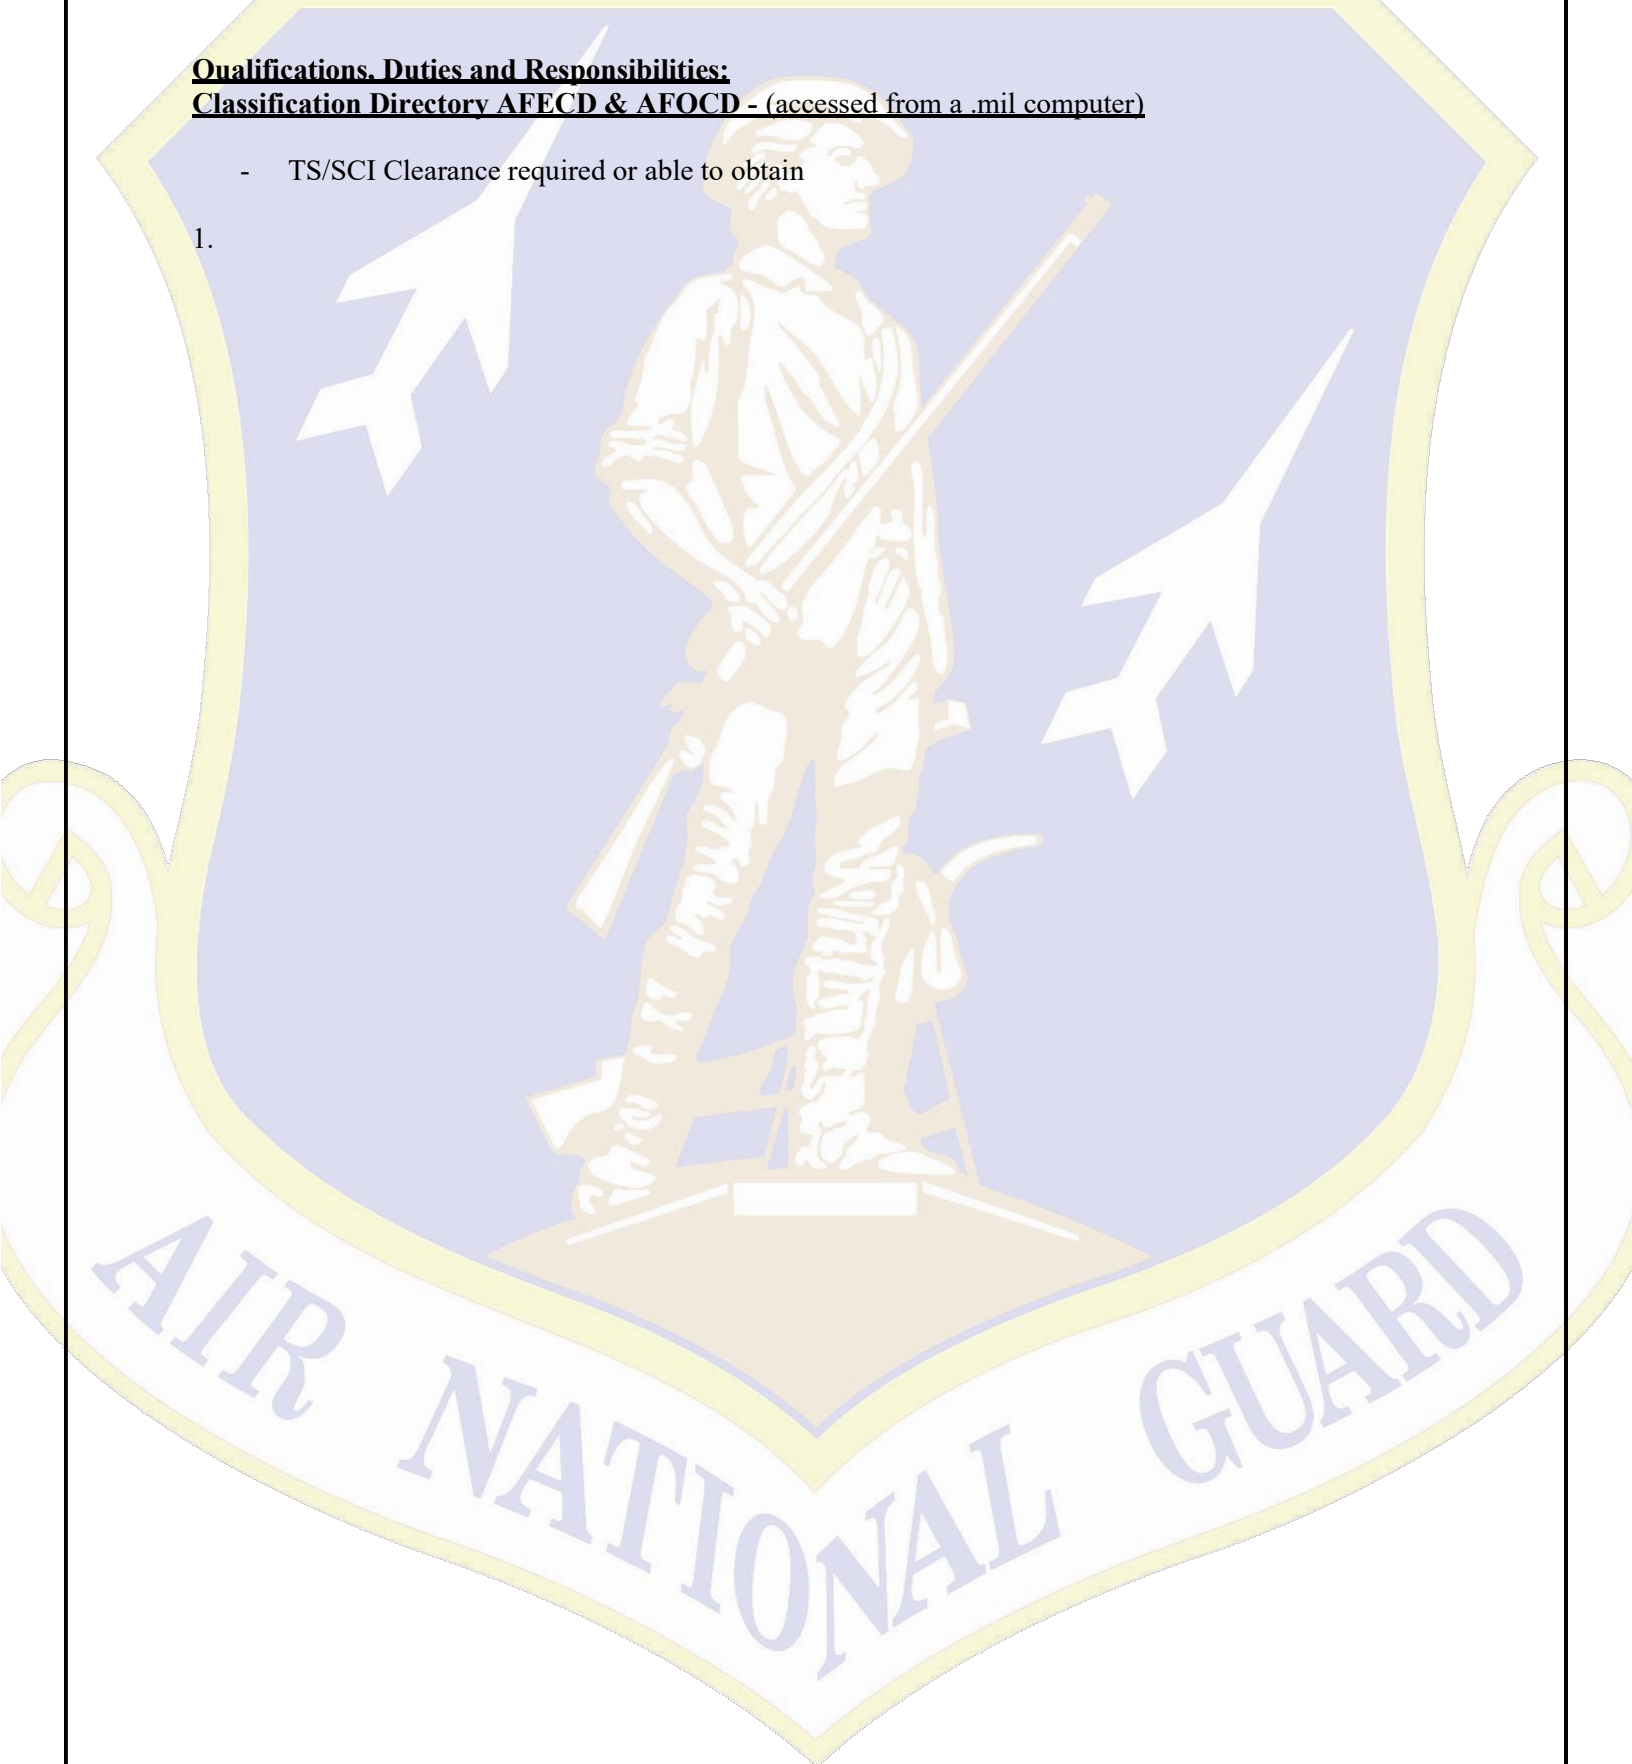 Qualifications, Duties and Responsibilities:
Classification Directory AFECD & AFOCD - (accessed from a .mil computer)
- TS/SCI Clearance required or able to obtain
1.
AIR NATIONAL GUARD